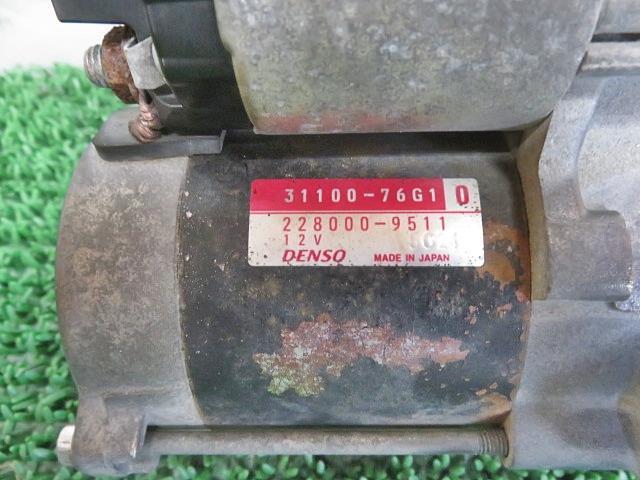 31100-76G1 0
228000-9511
12V
DENSO MADE IN JAPAN